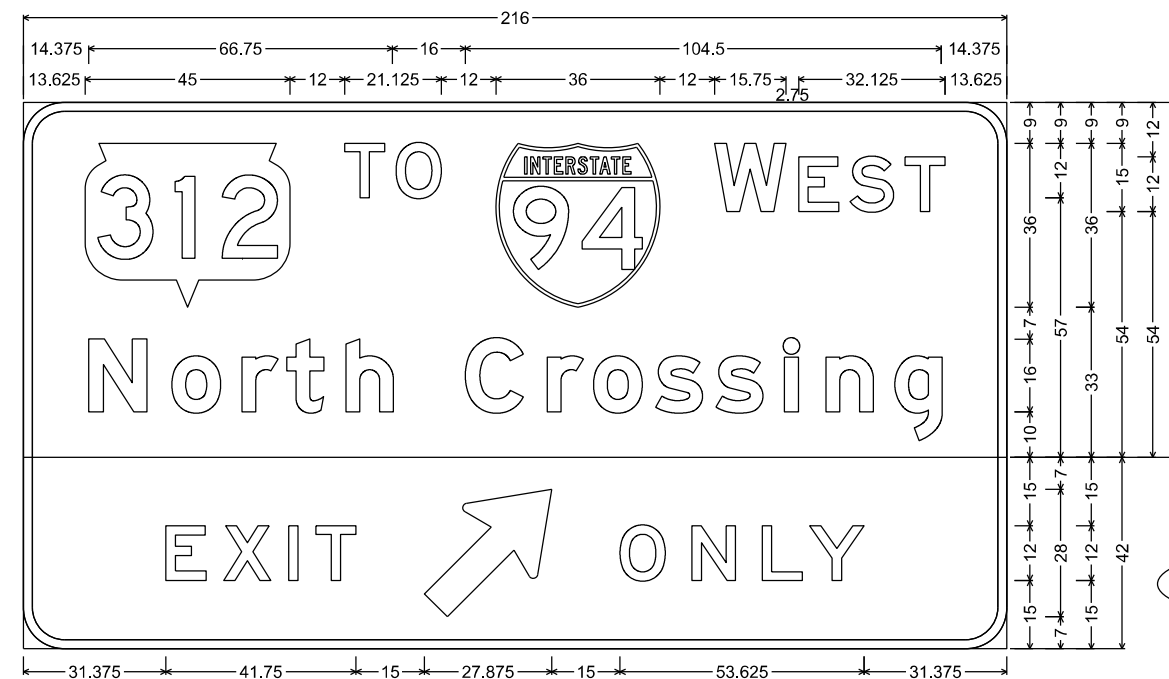 216
14.375 66.75 16 104.5 14.375
13.625 45 12 21.125 12 36 12 15.75 2.75 32.125 13.625
312 TO INTERSTATE 94 WEST
North Crossing
EXIT ONLY
9 36 7 16 10 15 12 15
9 12 57 7 28 7
9 36 33 15 12 15
9 15 54 42
12 12 54
31.375 41.75 15 27.875 15 53.625 31.375